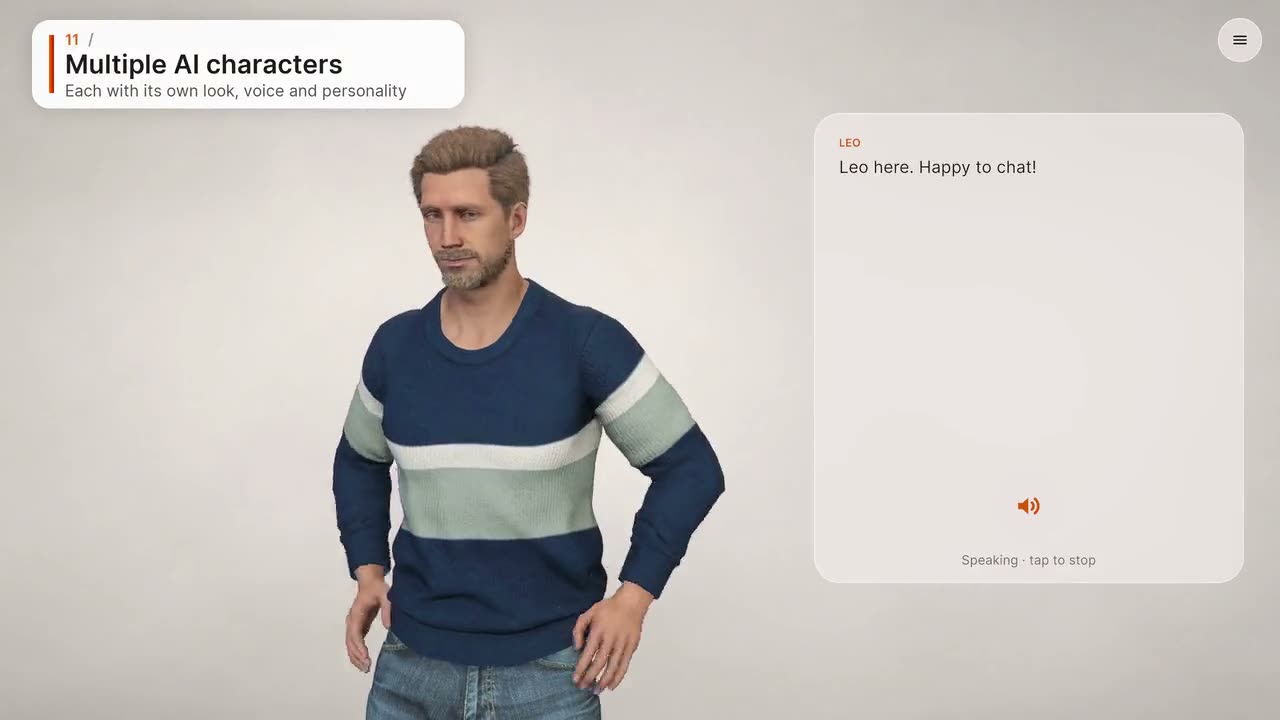 11 /
Multiple AI characters
Each with its own look, voice and personality
LEO
Leo here. Happy to chat!
Speaking · tap to stop